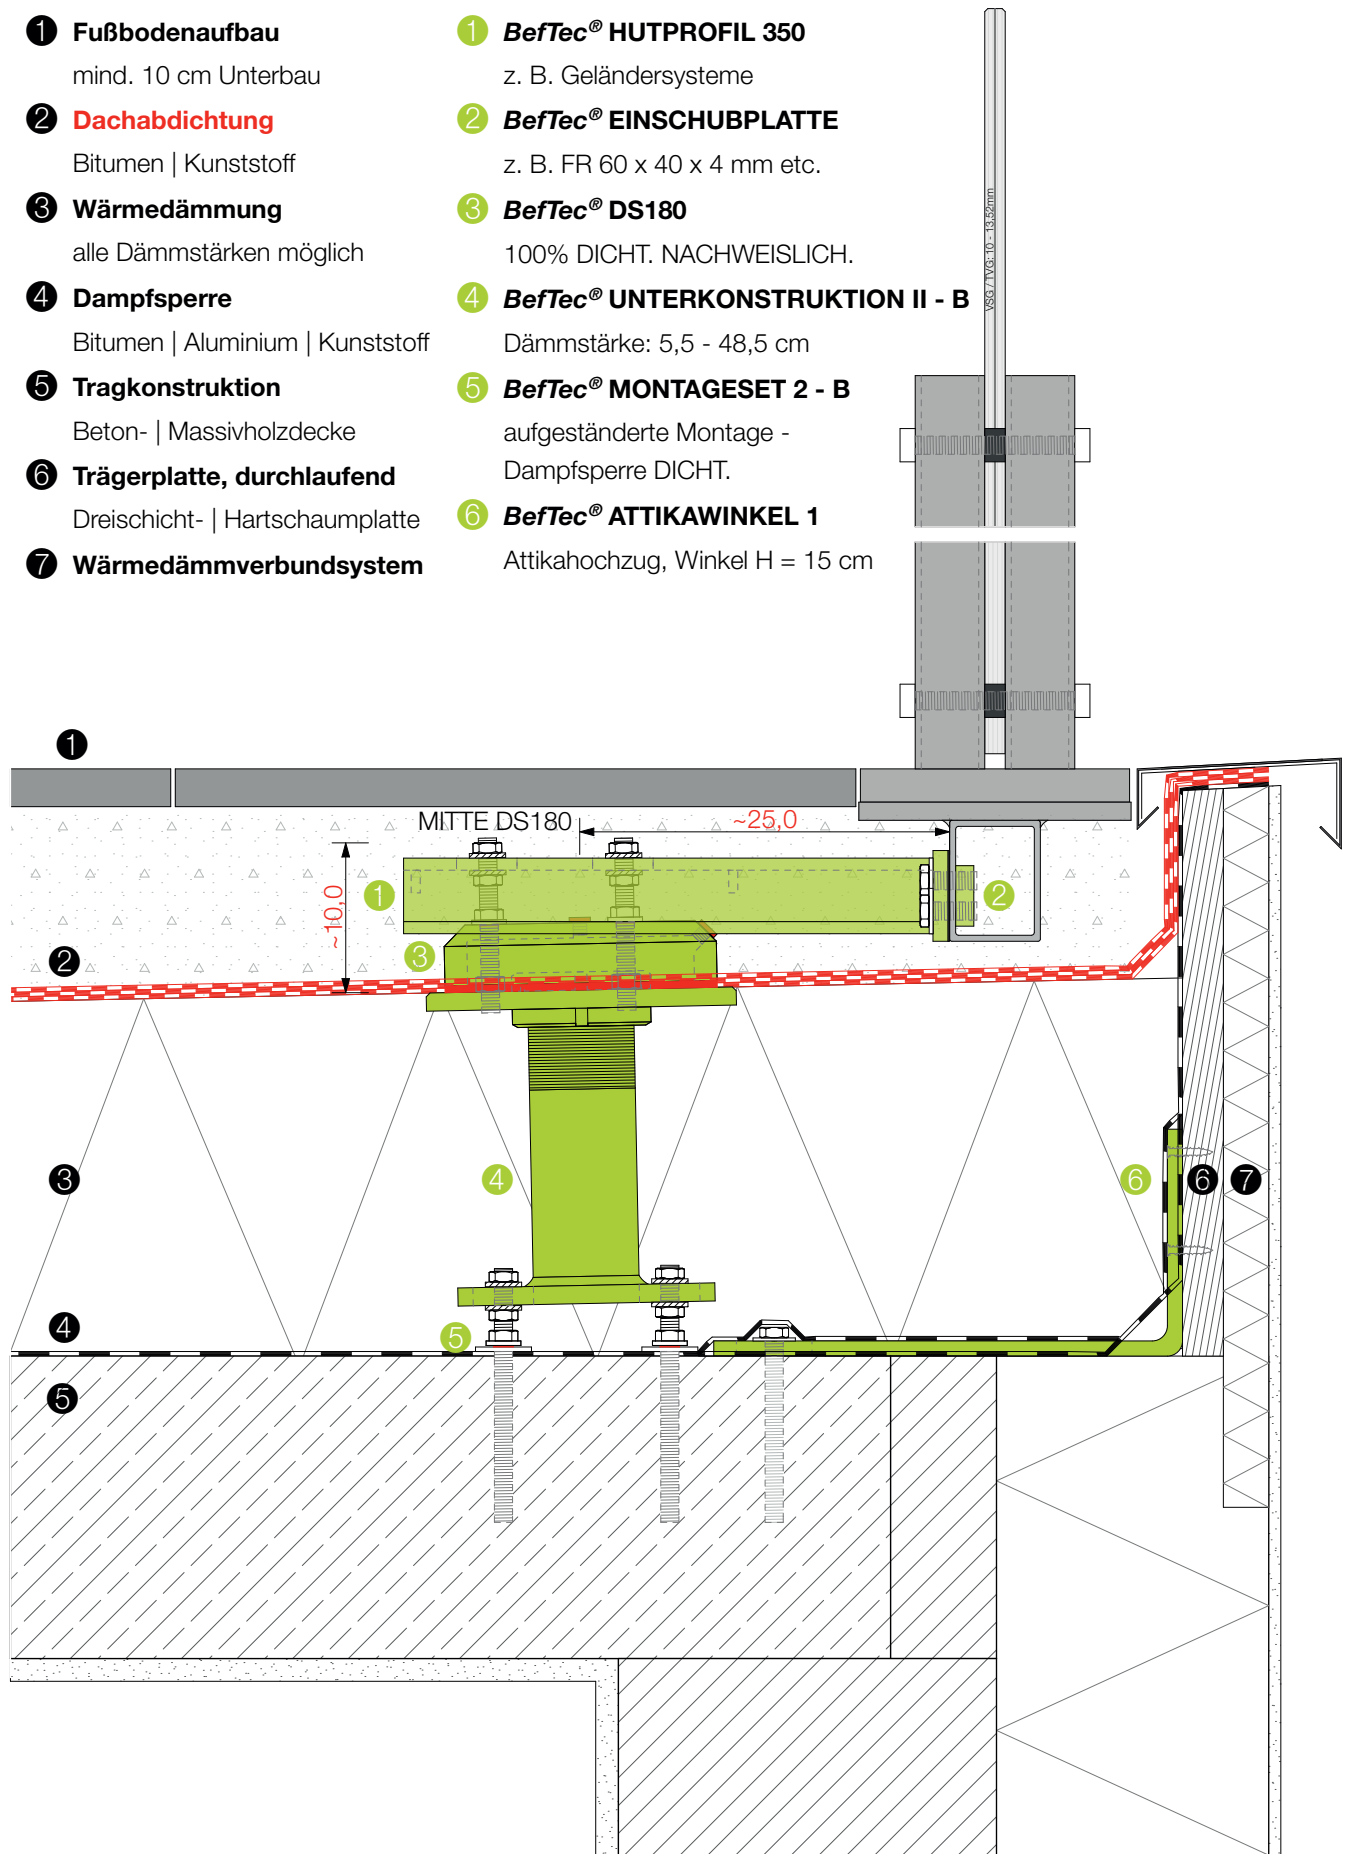 1 Fußbodenaufbau
mind. 10 cm Unterbau
2 Dachabdichtung
Bitumen | Kunststoff
3 Wärmedämmung
alle Dämmstärken möglich
4 Dampfsperre
Bitumen | Aluminium | Kunststoff
5 Tragkonstruktion
Beton- | Massivholzdecke
6 Trägerplatte, durchlaufend
Dreischicht- | Hartschaumplatte
7 Wärmedämmverbundsystem
1 BefTec® HUTPROFIL 350
z. B. Geländersysteme
2 BefTec® EINSCHUBPLATTE
z. B. FR 60 x 40 x 4 mm etc.
3 BefTec® DS180
100% DICHT. NACHWEISLICH.
4 BefTec® UNTERKONSTRUKTION II - B
Dämmstärke: 5,5 - 48,5 cm
5 BefTec® MONTAGESET 2 - B
aufgeständerte Montage -
Dampfsperre DICHT.
6 BefTec® ATTIKAWINKEL 1
Attikahochzug, Winkel H = 15 cm
VSG / TVG: 10 - 13,52mm
1
MITTE DS180
~25,0
~10,0
1
2
3
2
3
4
6
6
7
4
5
5